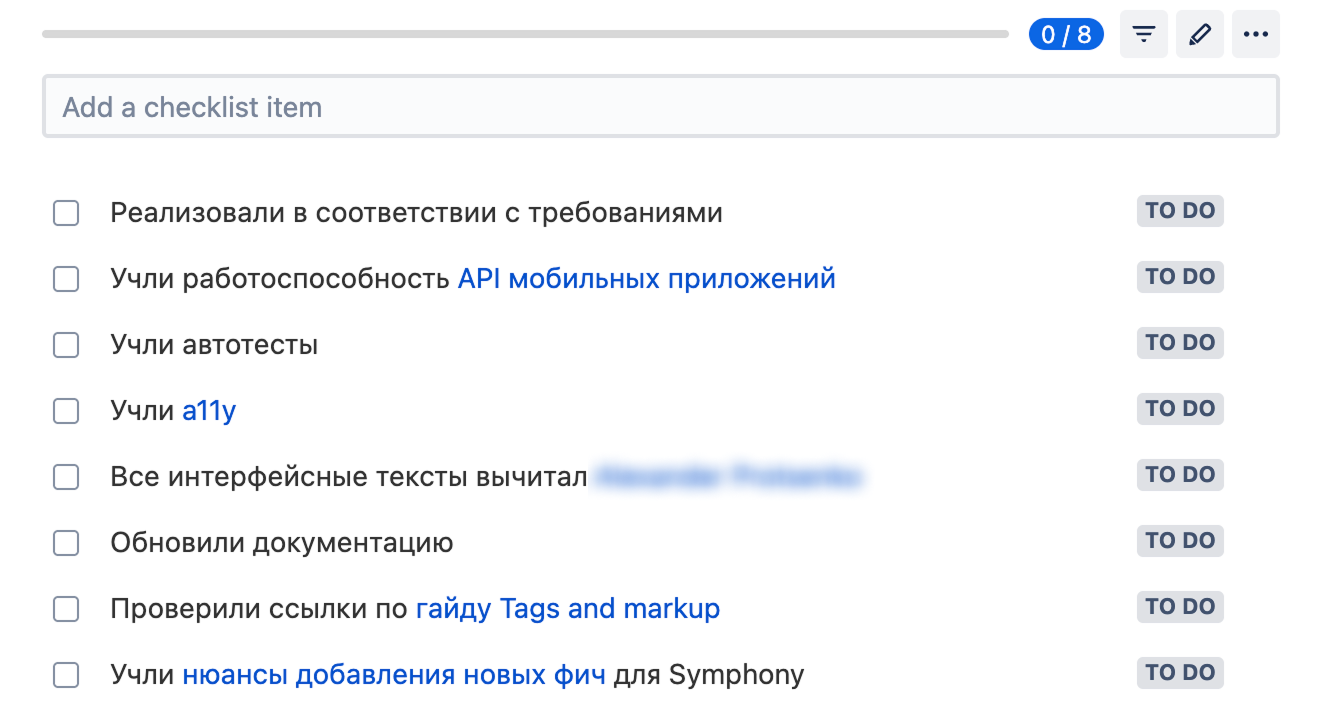 0 / 8
Add a checklist item
Реализовали в соответствии с требованиями TO DO
Учли работоспособность API мобильных приложений TO DO
Учли автотесты TO DO
Учли a11y TO DO
Все интерфейсные тексты вычитал TO DO
Обновили документацию TO DO
Проверили ссылки по гайду Tags and markup TO DO
Учли нюансы добавления новых фич для Symphony TO DO